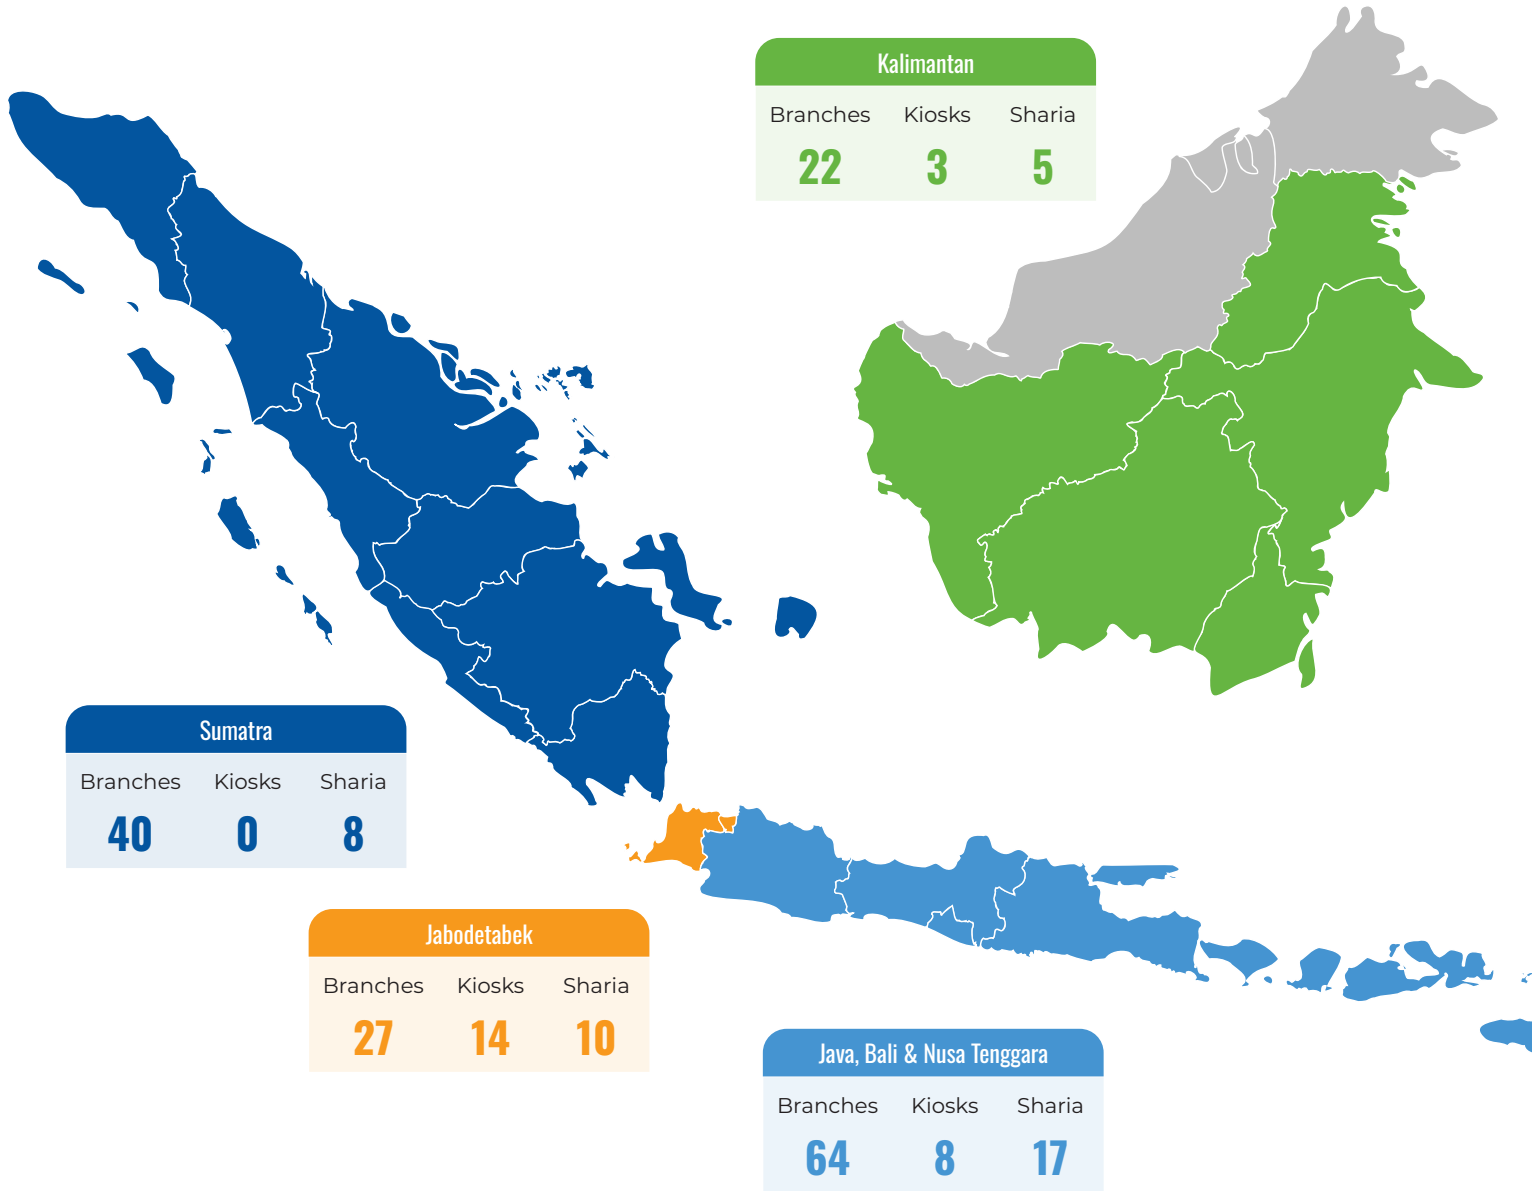 Kalimantan
Branches Kiosks Sharia
22 3 5
Sumatra
Branches Kiosks Sharia
40 0 8
Jabodetabek
Branches Kiosks Sharia
27 14 10
Java, Bali & Nusa Tenggara
Branches Kiosks Sharia
64 8 17